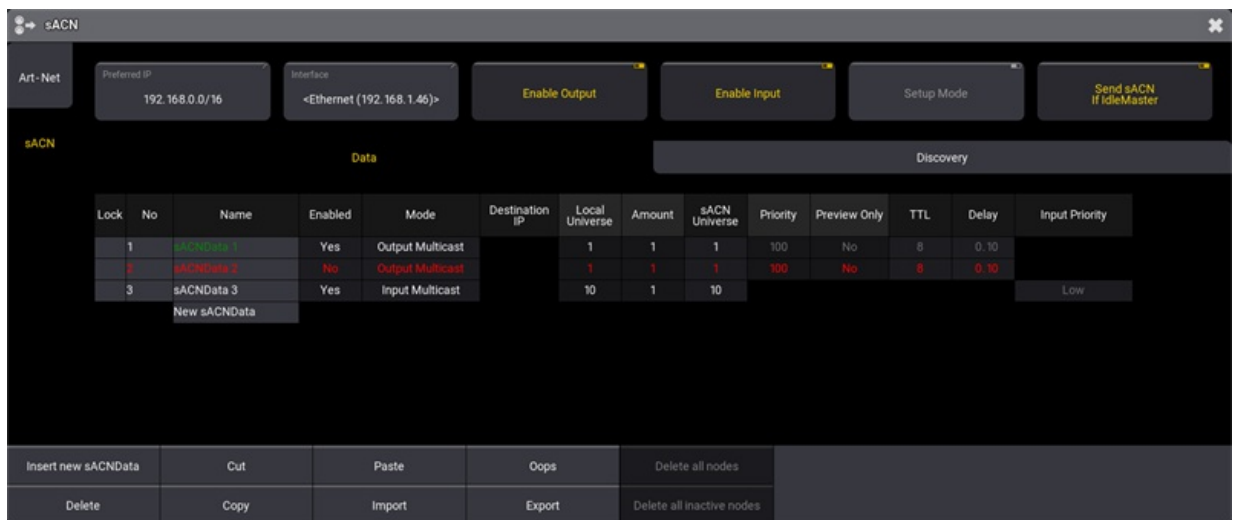 sACN
Art-Net
Preferred IP
192.168.0.0/16
Interface
<Ethernet (192.168.1.46)>
Enable Output
Enable Input
Setup Mode
Send sACN
If IdleMaster
sACN
Data
Discovery
Lock No Name Enabled Mode Destination IP Local Universe Amount sACN Universe Priority Preview Only TTL Delay Input Priority
1 sACNData 1 Yes Output Multicast 1 1 1 100 No 8 0.10
2 sACNData 2 No Output Multicast 1 1 1 100 No 8 0.10
3 sACNData 3 Yes Input Multicast 10 1 10 Low
New sACNData
Insert new sACNData Cut Paste Oops Delete all nodes
Delete Copy Import Export Delete all inactive nodes